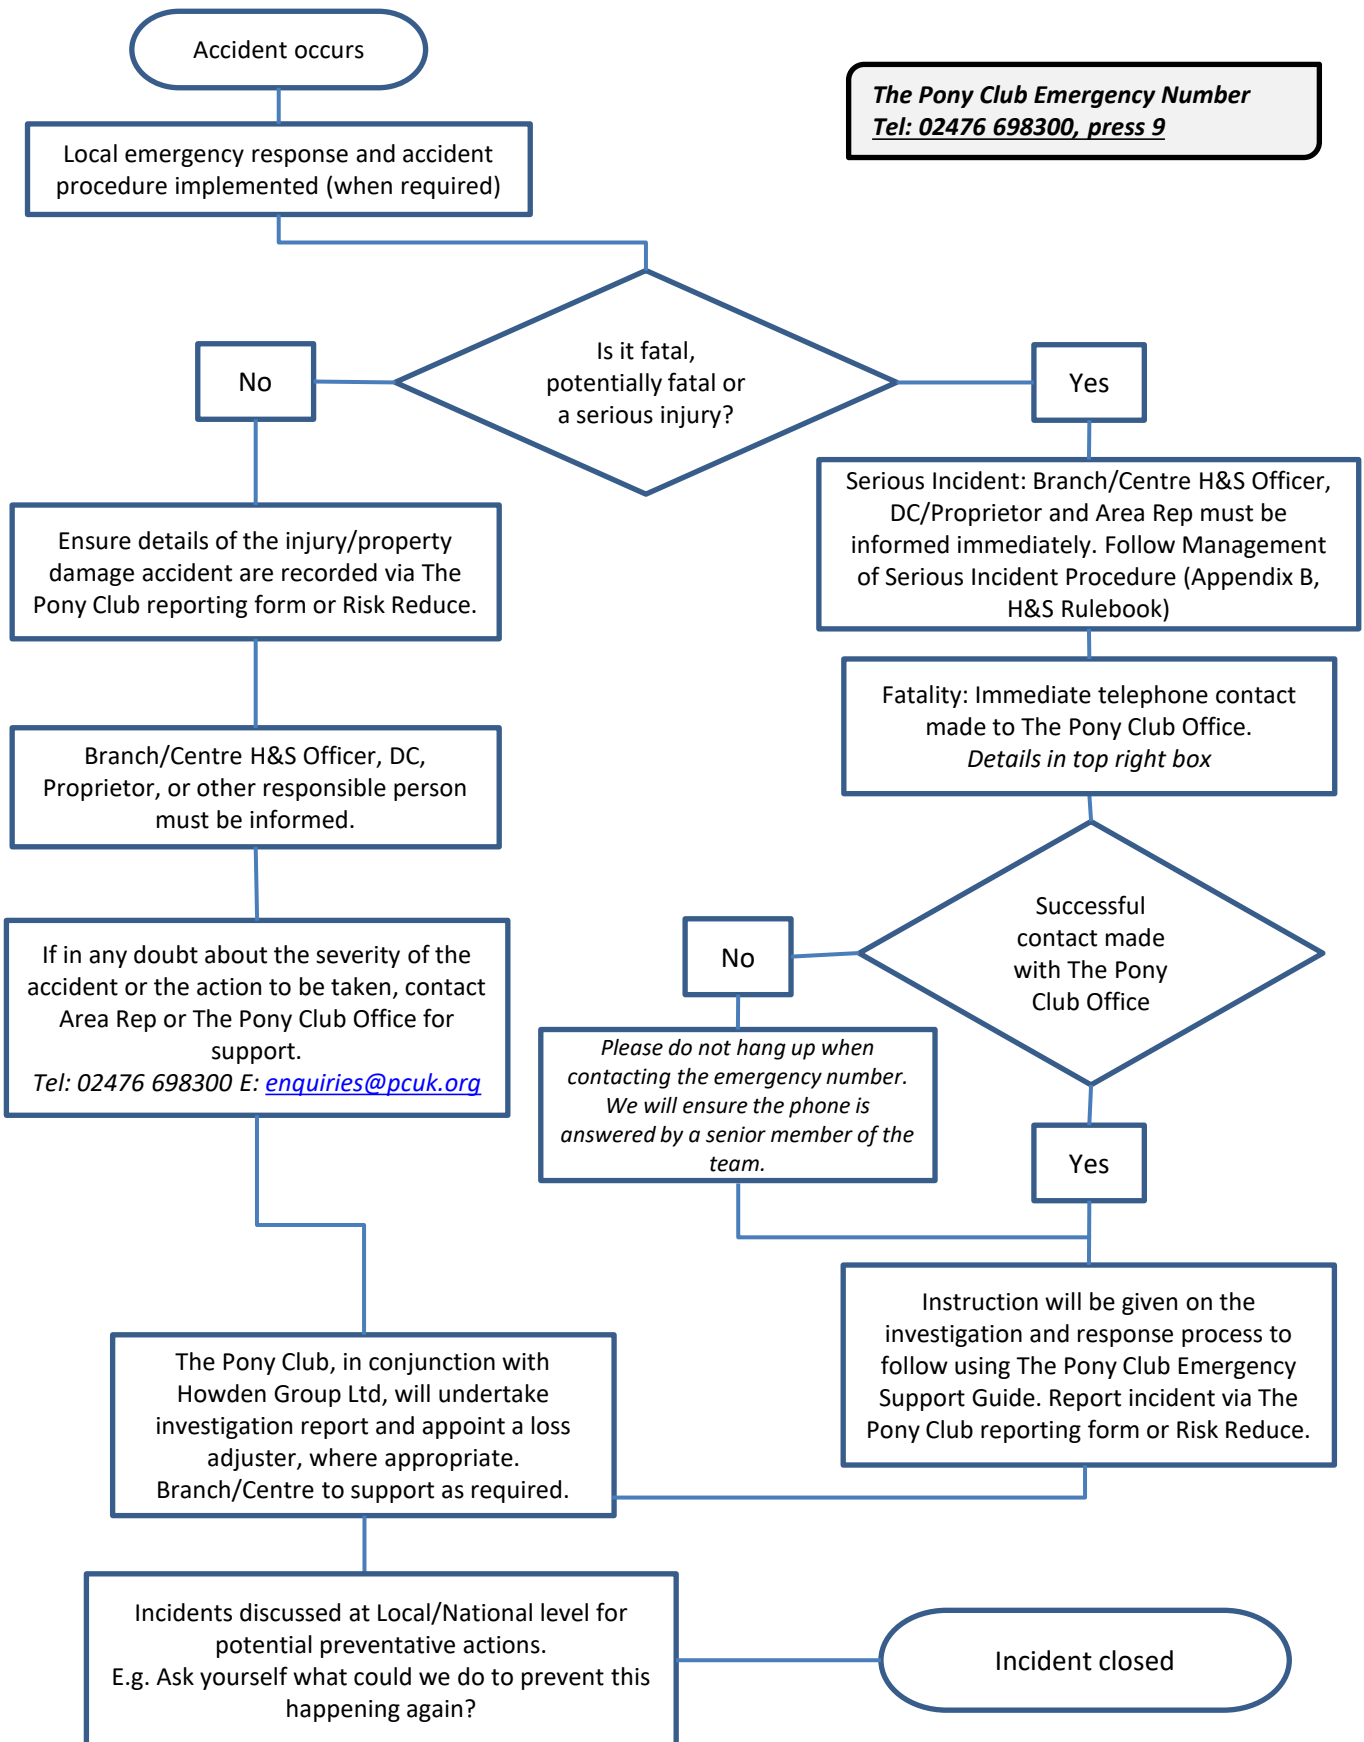 Accident occurs
The Pony Club Emergency Number
Tel: 02476 698300, press 9
Local emergency response and accident
procedure implemented (when required)
Is it fatal,
potentially fatal or
a serious injury?
No
Yes
Ensure details of the injury/property
damage accident are recorded via The
Pony Club reporting form or Risk Reduce.
Serious Incident: Branch/Centre H&S Officer,
DC/Proprietor and Area Rep must be
informed immediately. Follow Management
of Serious Incident Procedure (Appendix B,
H&S Rulebook)
Branch/Centre H&S Officer, DC,
Proprietor, or other responsible person
must be informed.
Fatality: Immediate telephone contact
made to The Pony Club Office.
Details in top right box
If in any doubt about the severity of the
accident or the action to be taken, contact
Area Rep or The Pony Club Office for
support.
Tel: 02476 698300 E: enquiries@pcuk.org
Successful
contact made
with The Pony
Club Office
No
Please do not hang up when
contacting the emergency number.
We will ensure the phone is
answered by a senior member of the
team.
Yes
Instruction will be given on the
investigation and response process to
follow using The Pony Club Emergency
Support Guide. Report incident via The
Pony Club reporting form or Risk Reduce.
The Pony Club, in conjunction with
Howden Group Ltd, will undertake
investigation report and appoint a loss
adjuster, where appropriate.
Branch/Centre to support as required.
Incidents discussed at Local/National level for
potential preventative actions.
E.g. Ask yourself what could we do to prevent this
happening again?
Incident closed